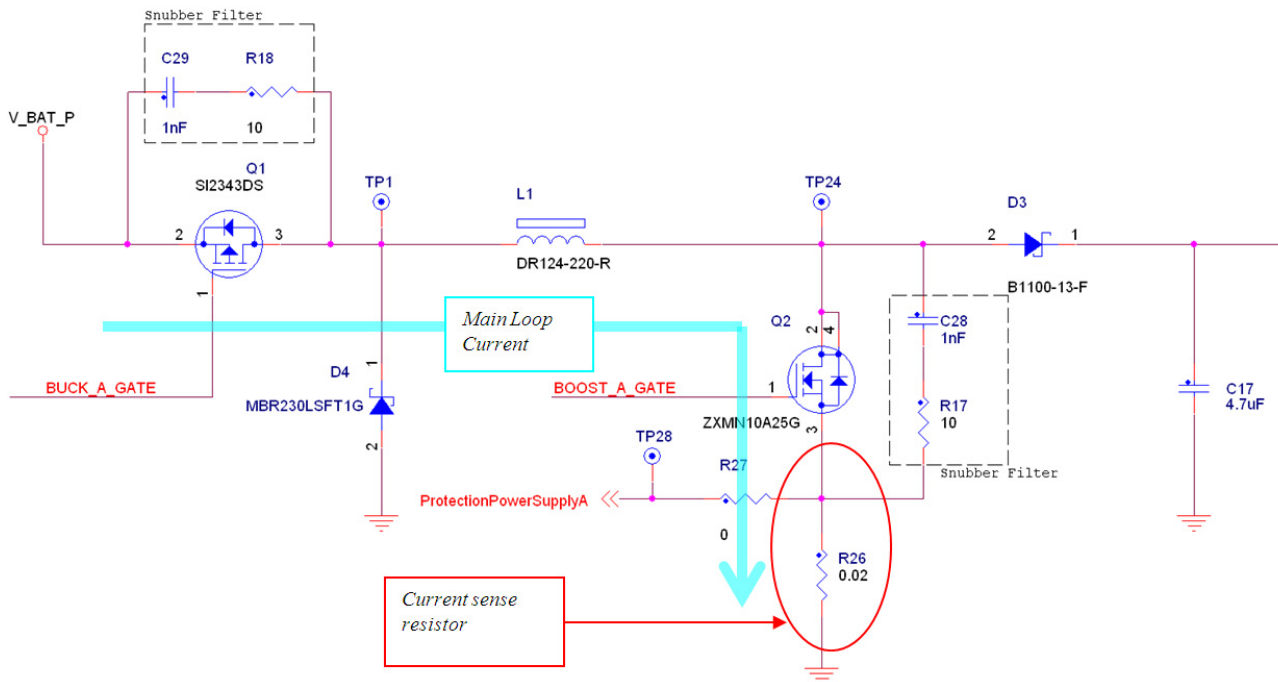 Snubber Filter
C29
R18
V_BAT_P
1nF
10
Q1
SI2343DS
TP1
L1
TP24
D3
2
3
2
1
DR124-220-R
B1100-13-F
1
Main Loop
Current
Q2
2
4
C28
1nF
1
D4
BUCK_A_GATE
BOOST_A_GATE
1
C17
4.7uF
MBR230LSFT1G
R17
10
ZXMN10A25G
3
2
TP28
R27
Snubber Filter
ProtectionPowerSupplyA
0
R26
0.02
Current sense
resistor